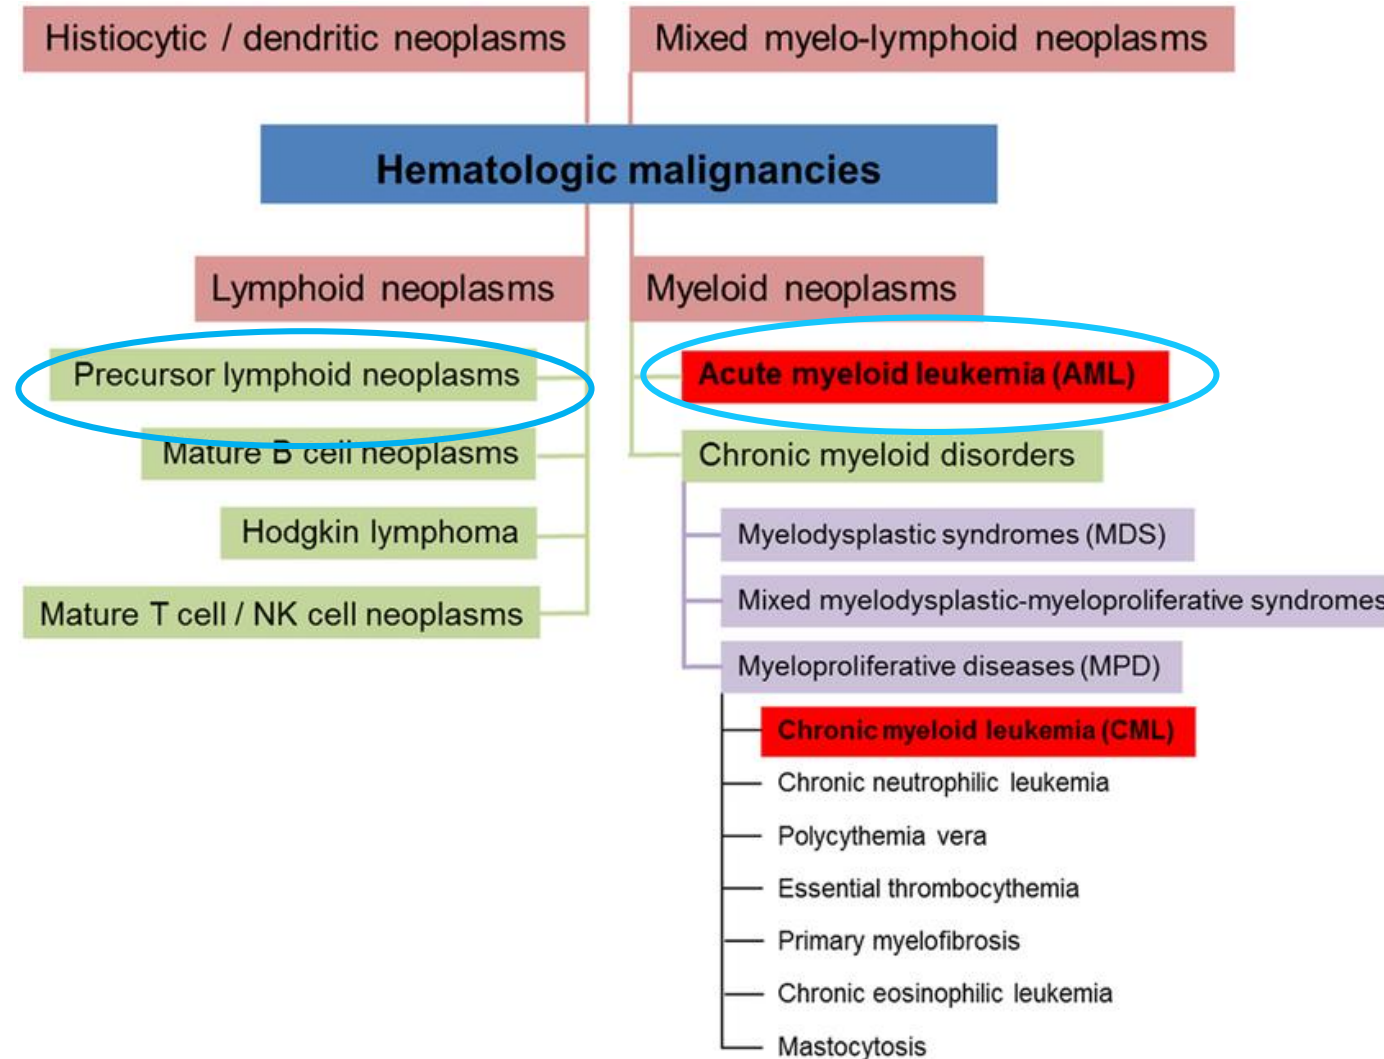 Histiocytic / dendritic neoplasms
Mixed myelo-lymphoid neoplasms
Hematologic malignancies
Lymphoid neoplasms
Precursor lymphoid neoplasms
Mature B cell neoplasms
Hodgkin lymphoma
Mature T cell / NK cell neoplasms
Myeloid neoplasms
Acute myeloid leukemia (AML)
Chronic myeloid disorders
Myelodysplastic syndromes (MDS)
Mixed myelodysplastic-myeloproliferative syndromes
Myeloproliferative diseases (MPD)
Chronic myeloid leukemia (CML)
Chronic neutrophilic leukemia
Polycythemia vera
Essential thrombocythemia
Primary myelofibrosis
Chronic eosinophilic leukemia
Mastocytosis